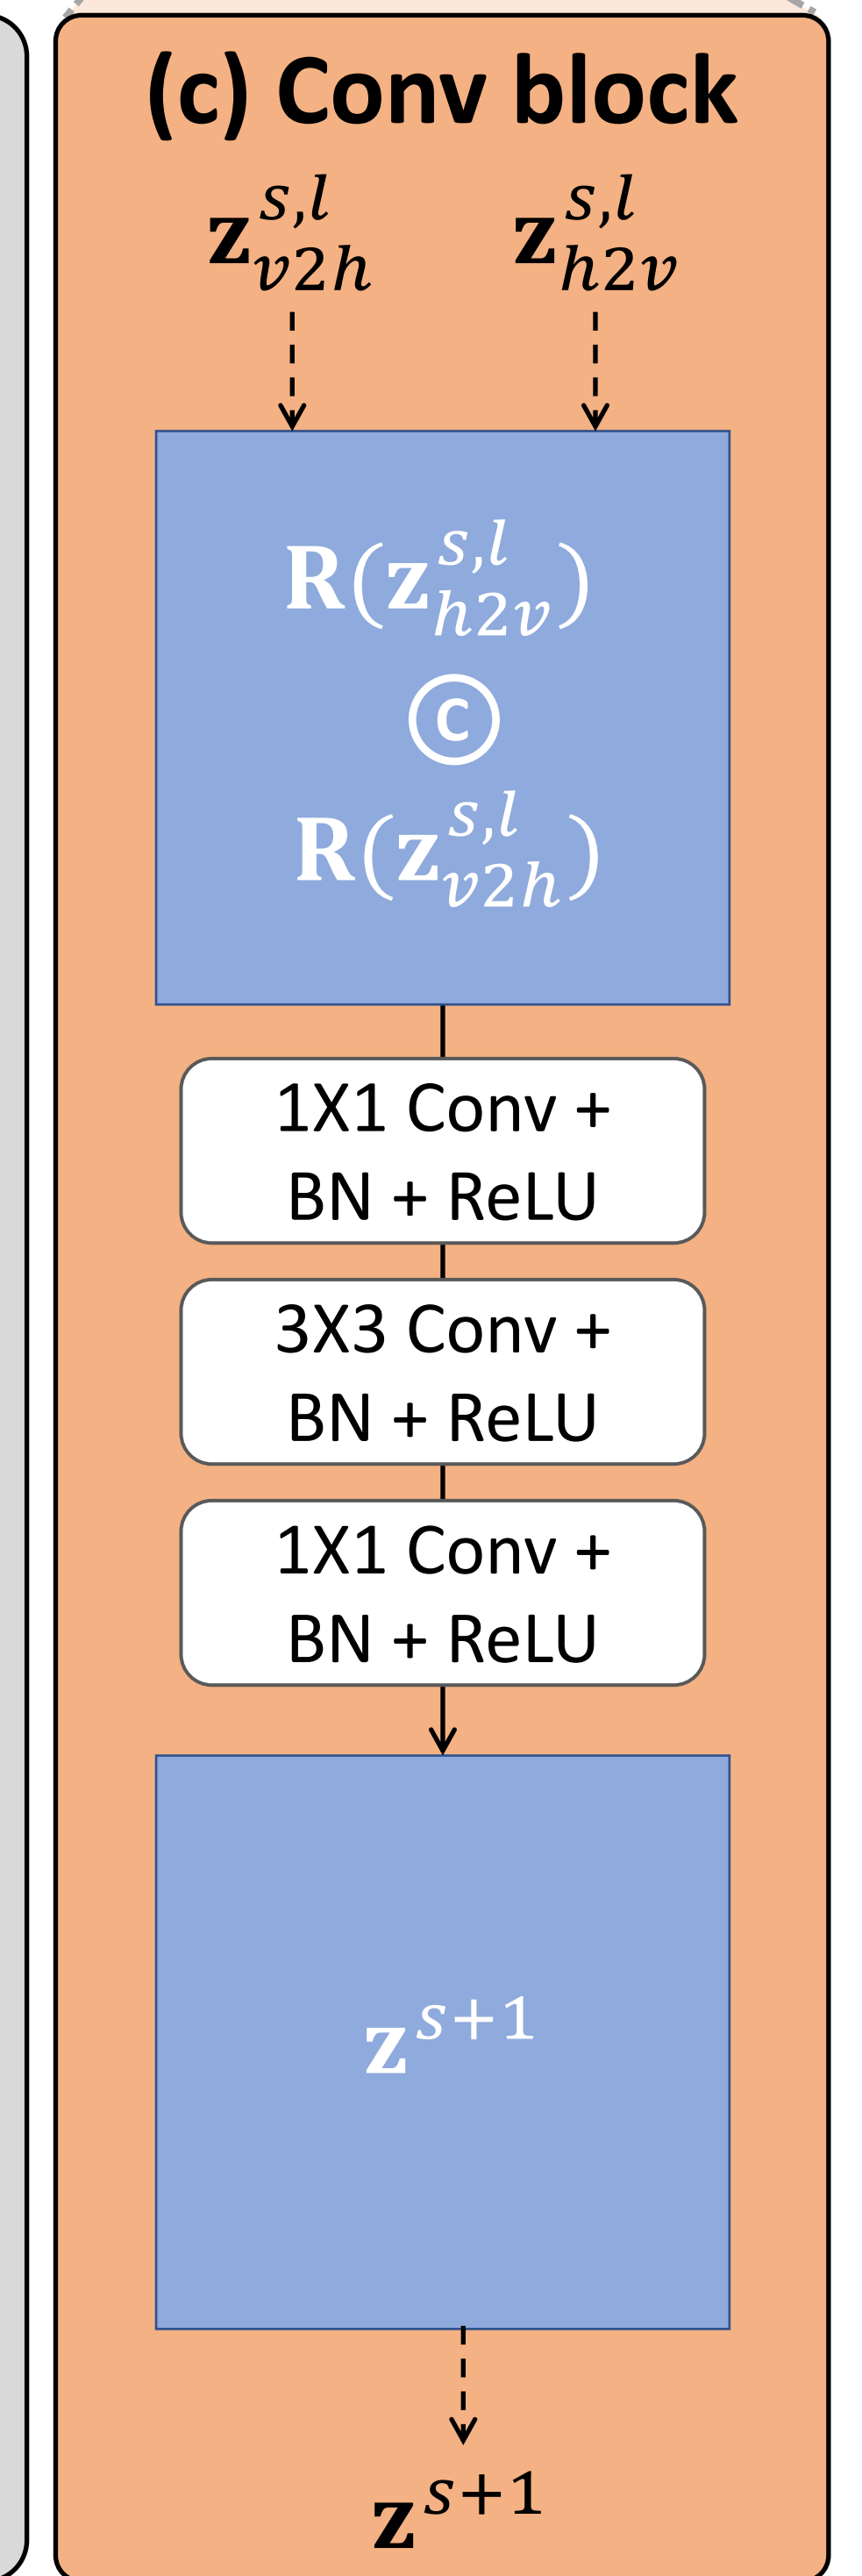 (c) Conv block
z^{s,l}_{v2h} z^{s,l}_{h2v}
R(z^{s,l}_{h2v})
C
R(z^{s,l}_{v2h})
1X1 Conv +
BN + ReLU
3X3 Conv +
BN + ReLU
1X1 Conv +
BN + ReLU
z^{s+1}
z^{s+1}